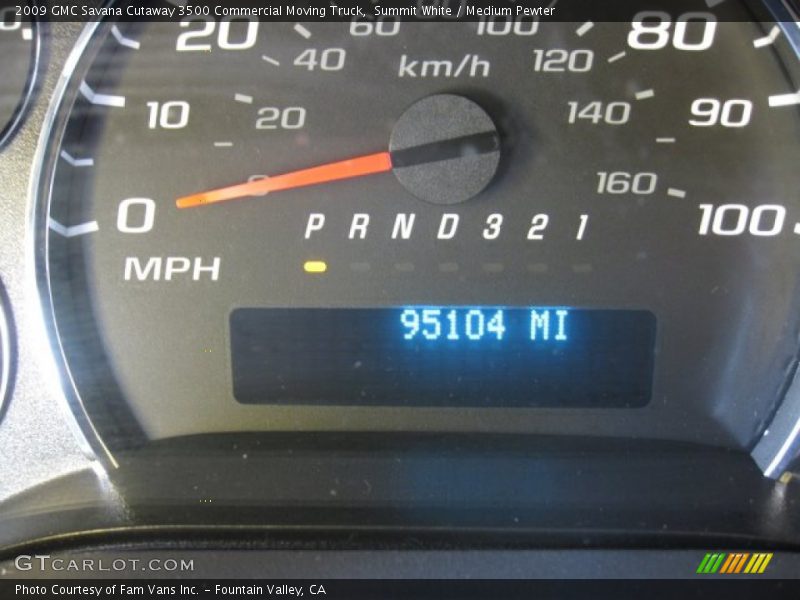 2009 GMC Savana Cutaway 3500 Commercial Moving Truck, Summit White / Medium Pewter
20 60 100 80
40 km/h 120
10 20 140 90
0 0 160 100
P R N D 3 2 1
MPH
95104 MI
GTCARLOT.COM
Photo Courtesy of Fam Vans Inc. - Fountain Valley, CA